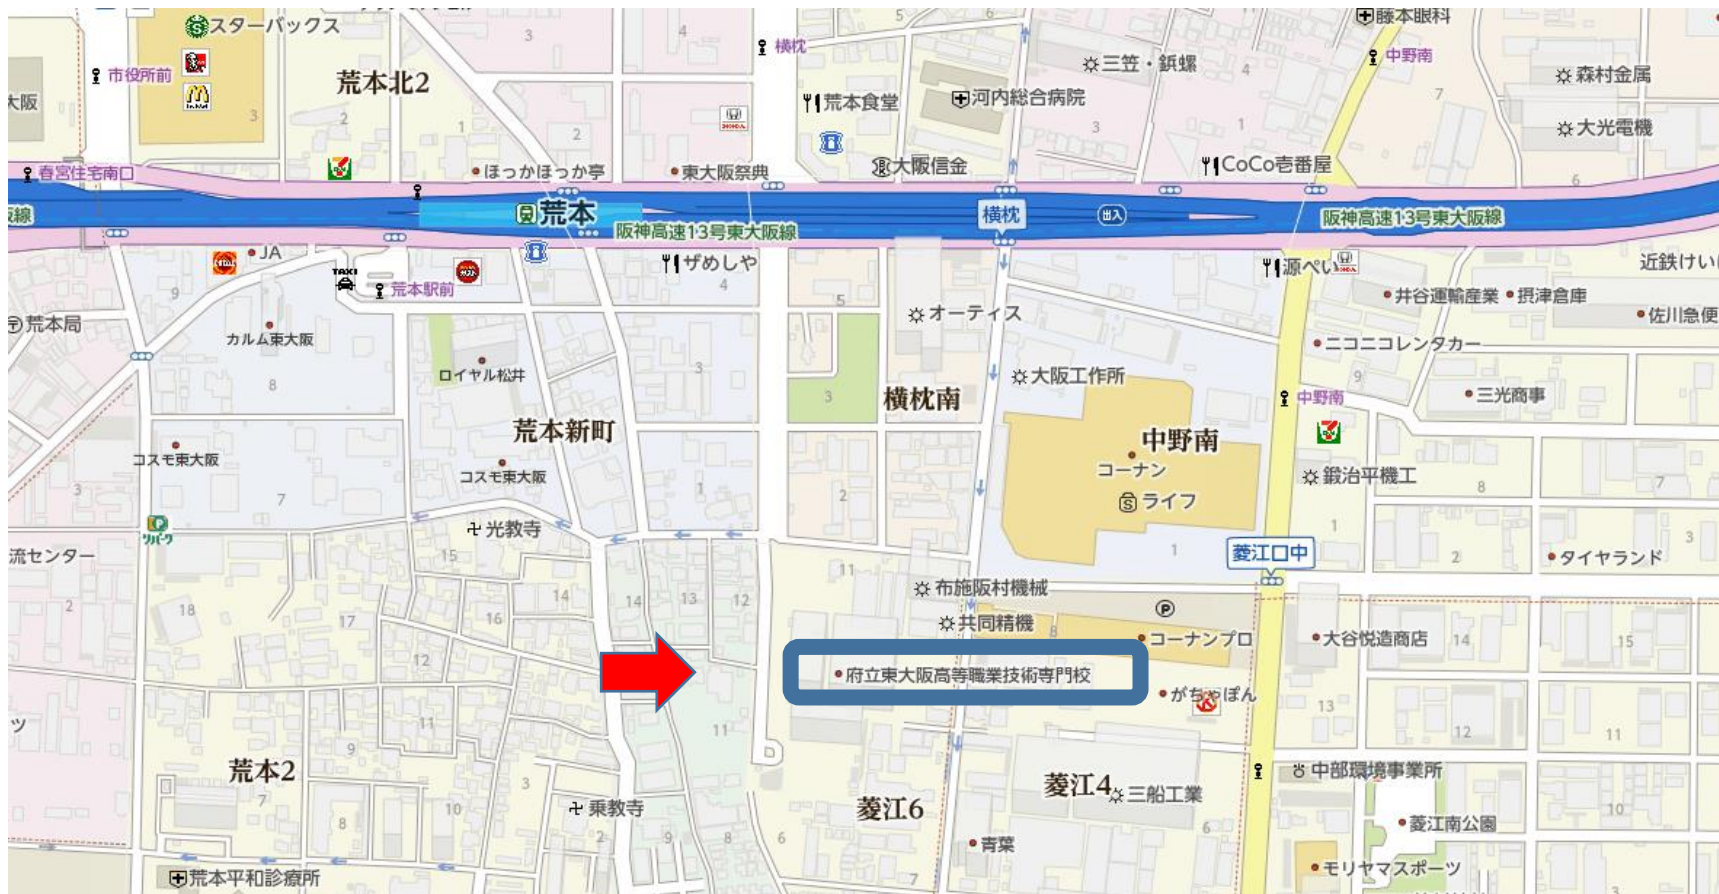 スターバックス
横枕
藤本眼科
中野南
市役所前
荒本北2
三笠・鋲螺
森村金属
大阪
荒本食堂
河内総合病院
大光電機
HONDA
春宮住宅南口
ほっかほっか亭
東大阪祭典
大阪信金
CoCo壱番屋
阪線
荒本
横枕
出入
阪神高速13号東大阪線
阪神高速13号東大阪線
JA
TAXI
荒本駅前
ザめしや
源ぺい
近鉄けい
井谷運輸産業
摂津倉庫
佐川急便
荒本局
カルム東大阪
オーティス
ニコニコレンタカー
ロイヤル松井
大阪工作所
三光商事
横枕南
中野南
荒本新町
中野南
コスモ東大阪
コスモ東大阪
コーナン
鍛治平機工
ライフ
光教寺
流センター
菱江口中
タイヤランド
布施阪村機械
共同精機
コーナンプロ
大谷悦造商店
府立東大阪高等職業技術専門校
がちゃぽん
ツ
荒本2
菱江4
三船工業
中部環境事業所
乗教寺
菱江6
菱江南公園
青葉
荒本平和診療所
モリヤマスポーツ